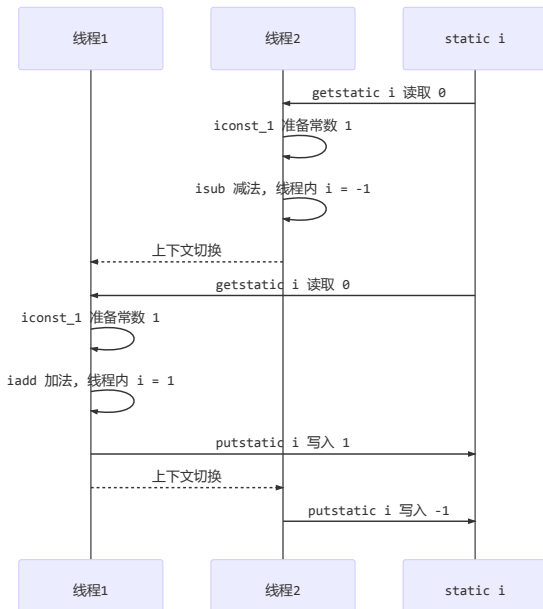 线程1
线程2
static i
getstatic i 读取 0
iconst_1 准备常数 1
isub 减法, 线程内 i = -1
上下文切换
getstatic i 读取 0
iconst_1 准备常数 1
iadd 加法, 线程内 i = 1
putstatic i 写入 1
上下文切换
putstatic i 写入 -1
线程1
线程2
static i